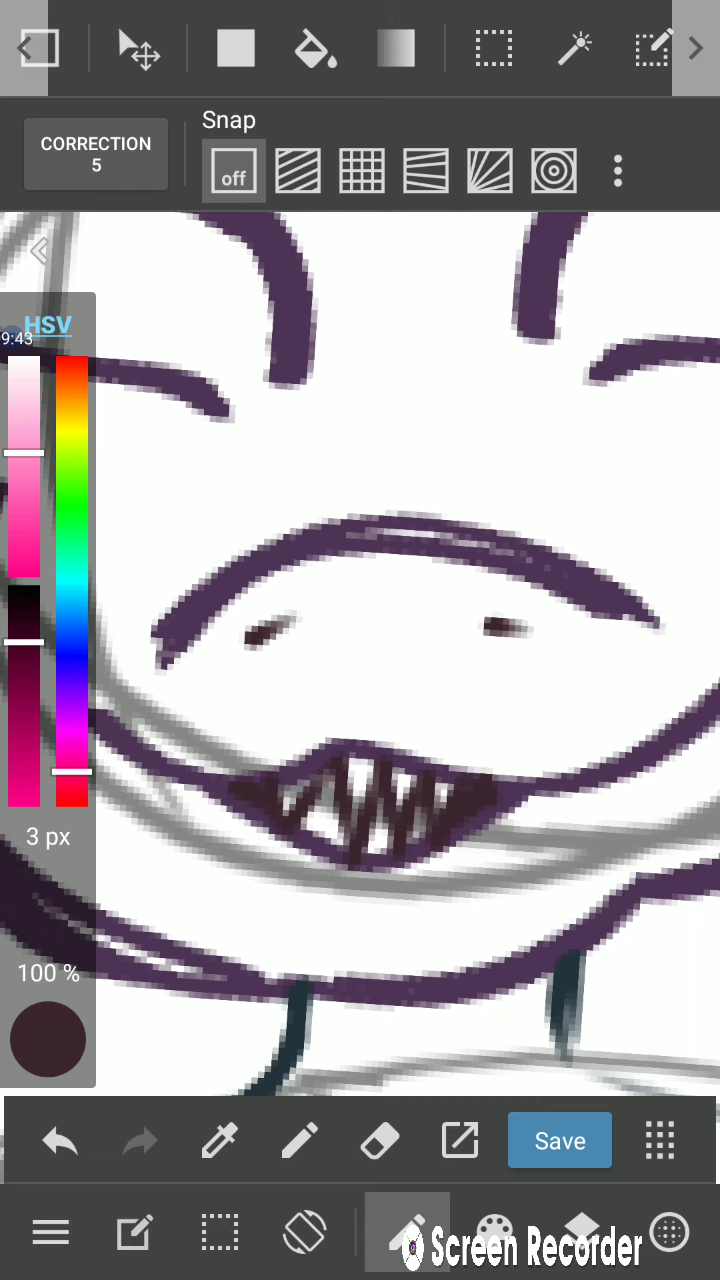 CORRECTION
5
Snap
off
HSV
9:43
3 px
100 %
Save
Screen Recorder